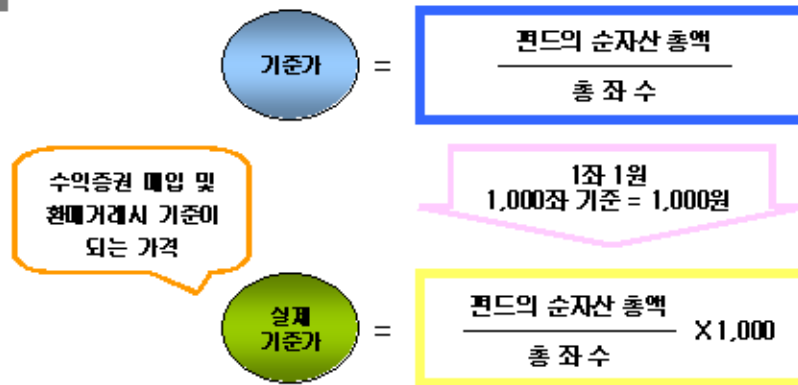 기준가 = 펀드의 순자산 총액
총 좌 수
1좌 1원
1,000좌 기준 = 1,000원
수익증권 매입 및
환매거래시 기준이
되는 가격
실제
기준가 = 펀드의 순자산 총액
총 좌 수
X 1,000